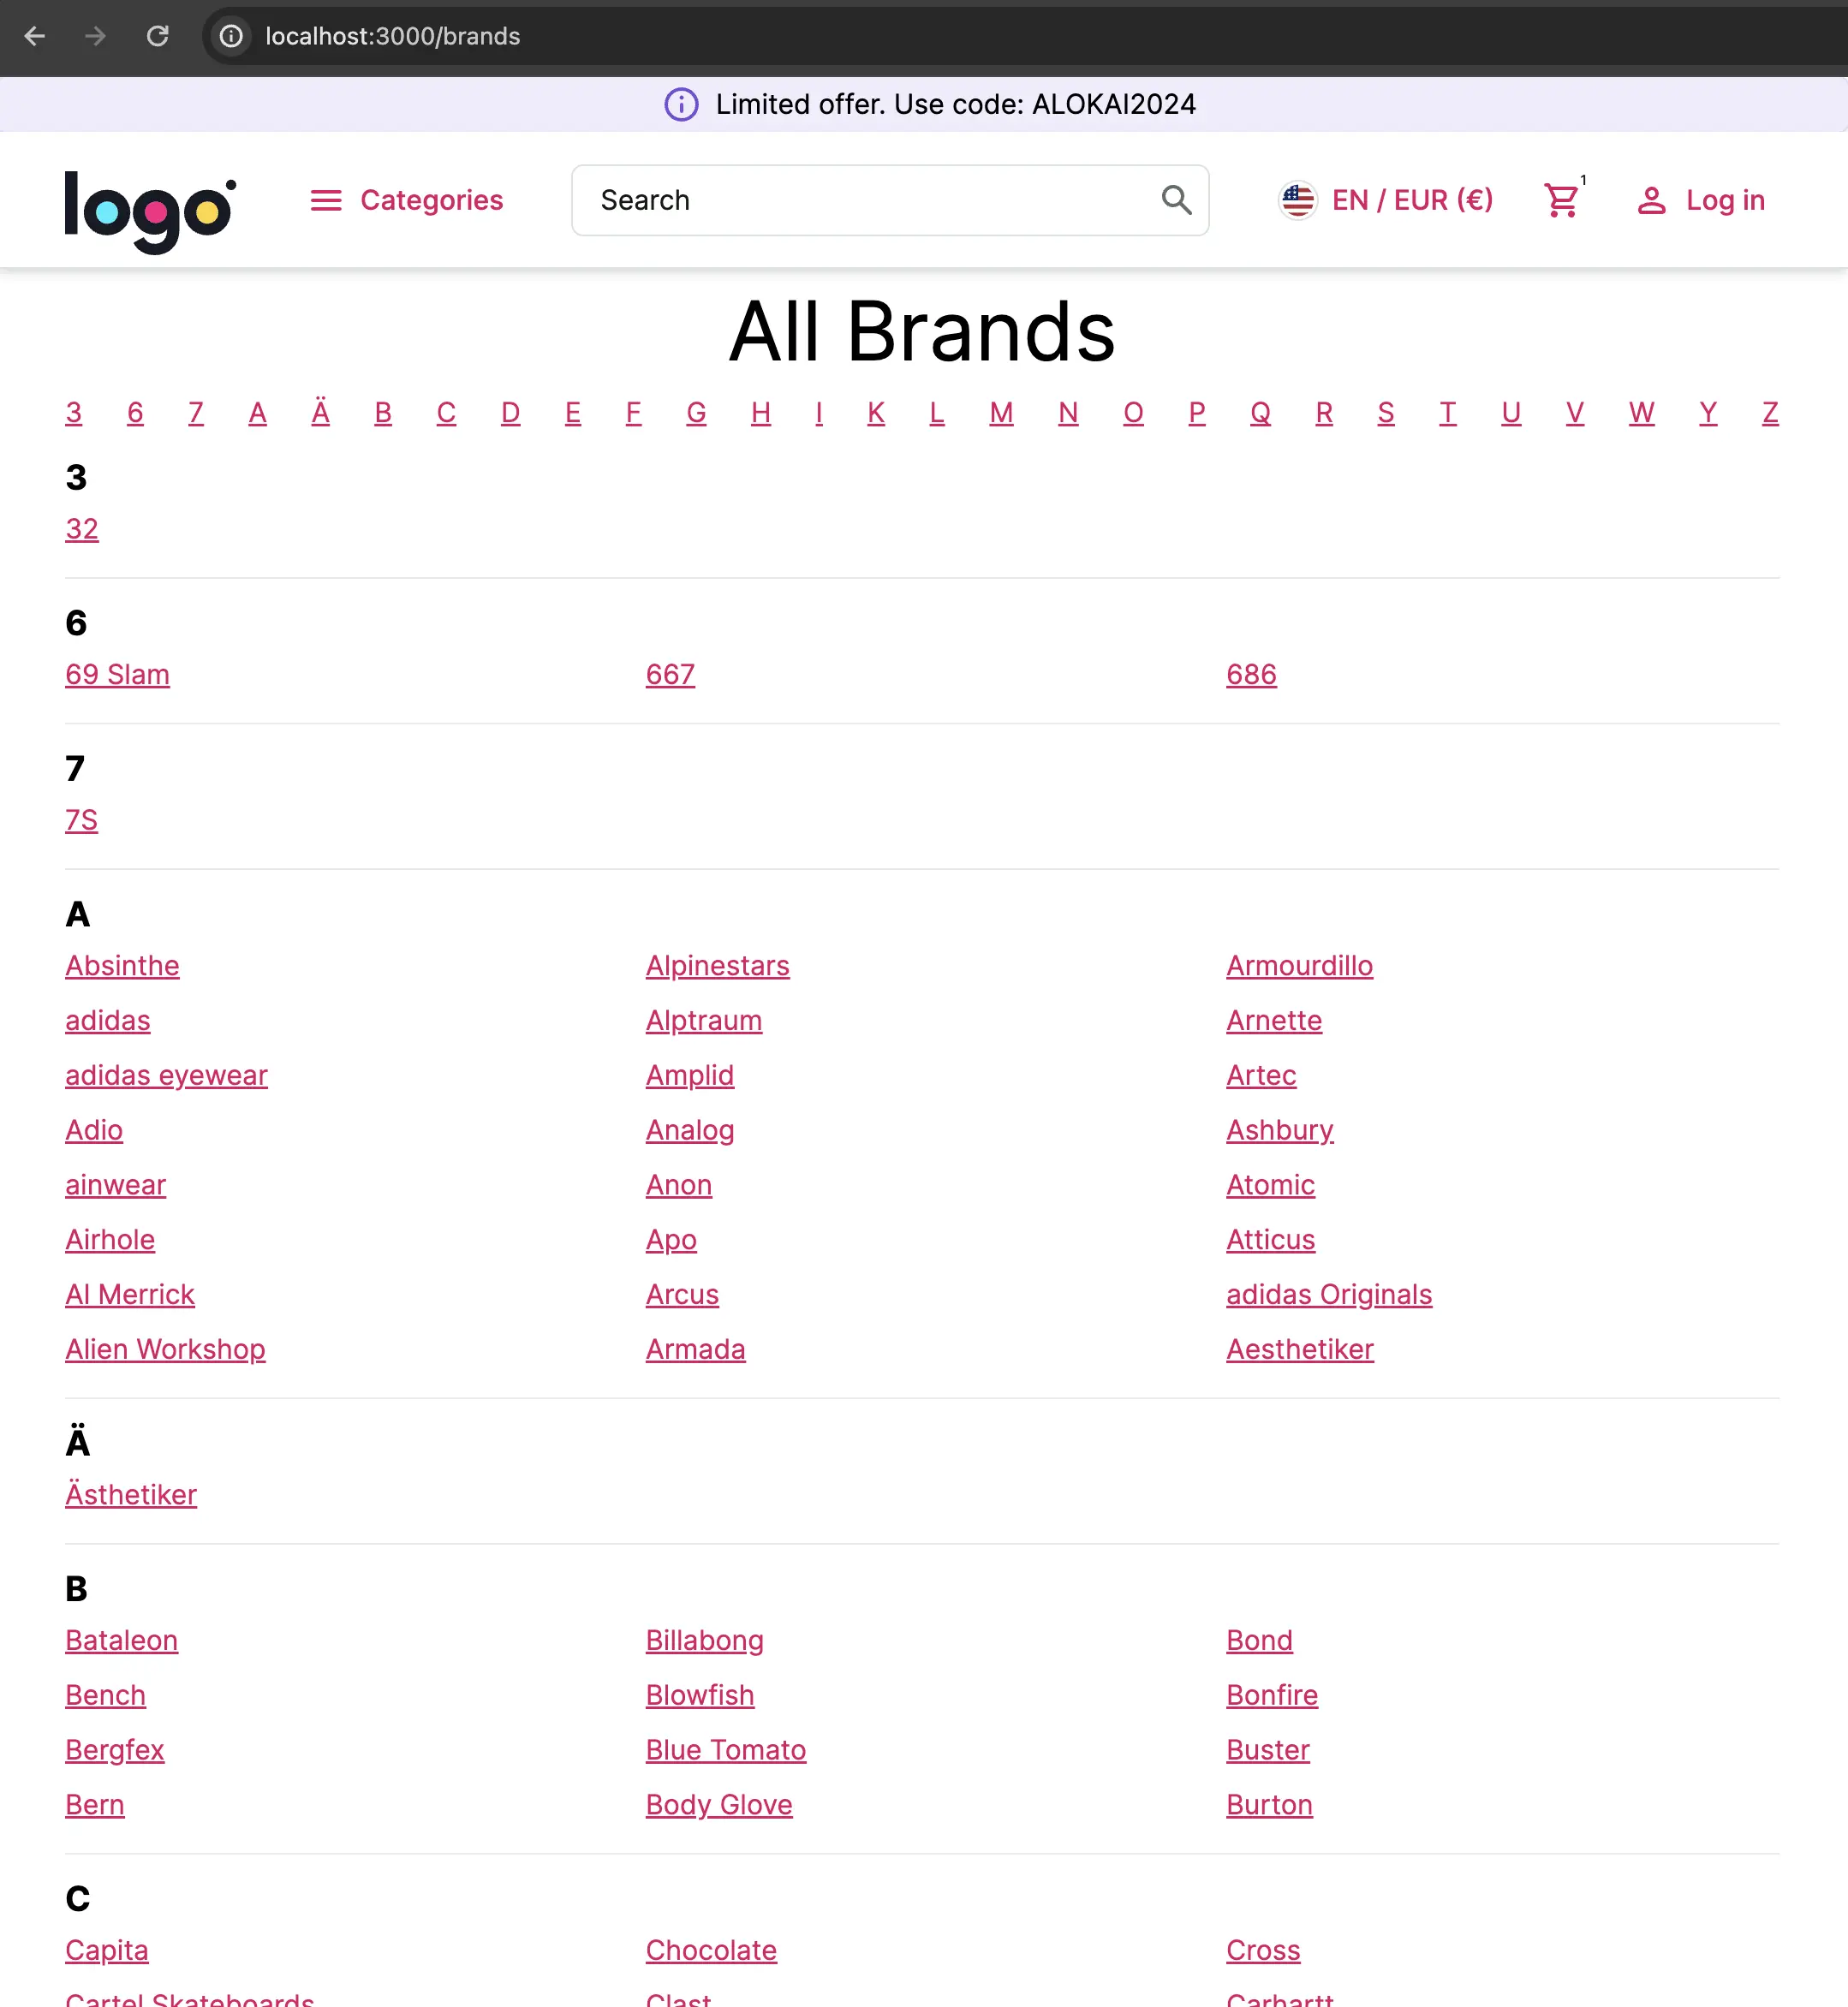 localhost:3000/brands
Limited offer. Use code: ALOKAI2024
logo Categories Search EN / EUR (€) 1 Log in
All Brands
3 6 7 A Ä B C D E F G H I K L M N O P Q R S T U V W Y Z
3
32
6
69 Slam 667 686
7
7S
A
Absinthe Alpinestars Armourdillo
adidas Alptraum Arnette
adidas eyewear Amplid Artec
Adio Analog Ashbury
ainwear Anon Atomic
Airhole Apo Atticus
Al Merrick Arcus adidas Originals
Alien Workshop Armada Aesthetiker
Ä
Ästhetiker
B
Bataleon Billabong Bond
Bench Blowfish Bonfire
Bergfex Blue Tomato Buster
Bern Body Glove Burton
C
Capita Chocolate Cross
Cartel Skateboards Clast Carhartt